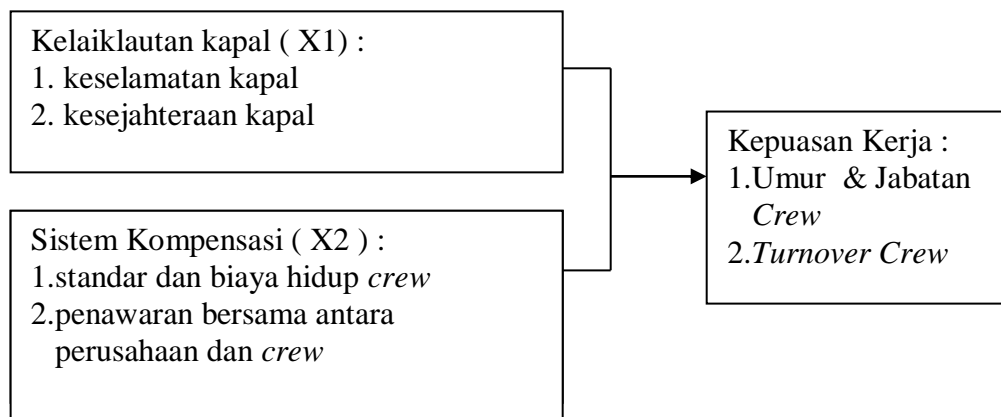 Kelaiklautan kapal ( X1) :
1. keselamatan kapal
2. kesejahteraan kapal
Sistem Kompensasi ( X2 ) :
1.standar dan biaya hidup crew
2.penawaran bersama antara
perusahaan dan crew
Kepuasan Kerja :
1.Umur & Jabatan
Crew
2.Turnover Crew